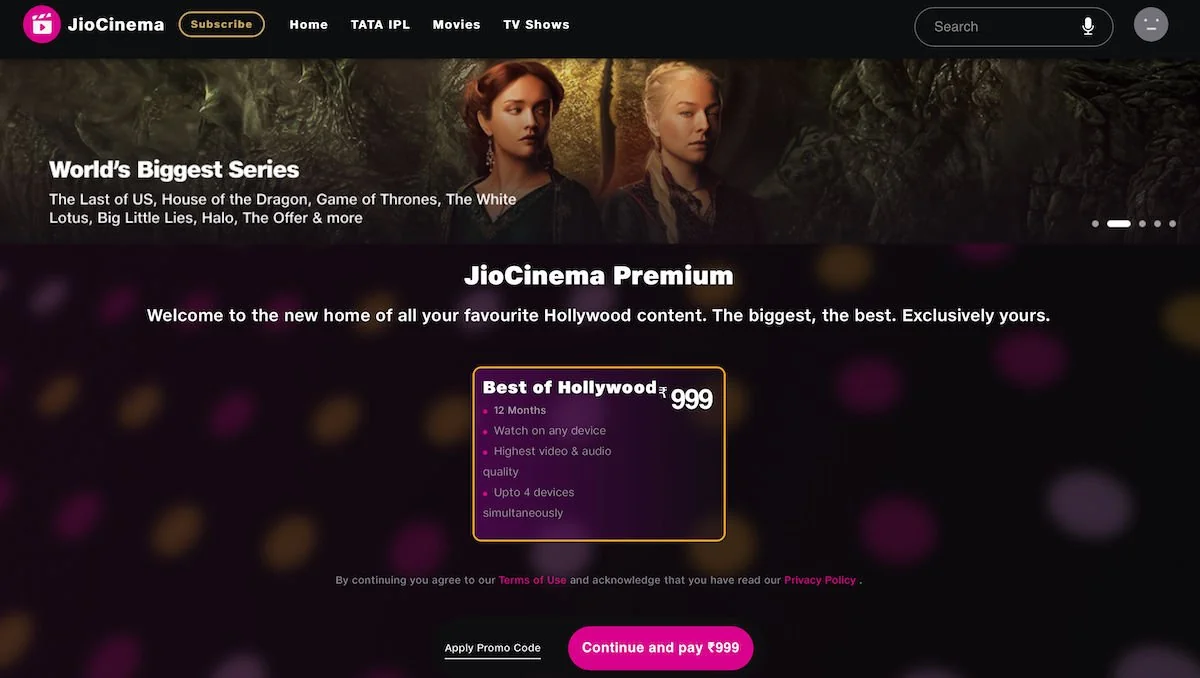 JioCinema Subscribe Home TATA IPL Movies TV Shows Search
World's Biggest Series
The Last of US, House of the Dragon, Game of Thrones, The White
Lotus, Big Little Lies, Halo, The Offer & more
JioCinema Premium
Welcome to the new home of all your favourite Hollywood content. The biggest, the best. Exclusively yours.
Best of Hollywood ₹ 999
• 12 Months
• Watch on any device
• Highest video & audio
quality
• Upto 4 devices
simultaneously
By continuing you agree to our Terms of Use and acknowledge that you have read our Privacy Policy .
Apply Promo Code Continue and pay ₹999